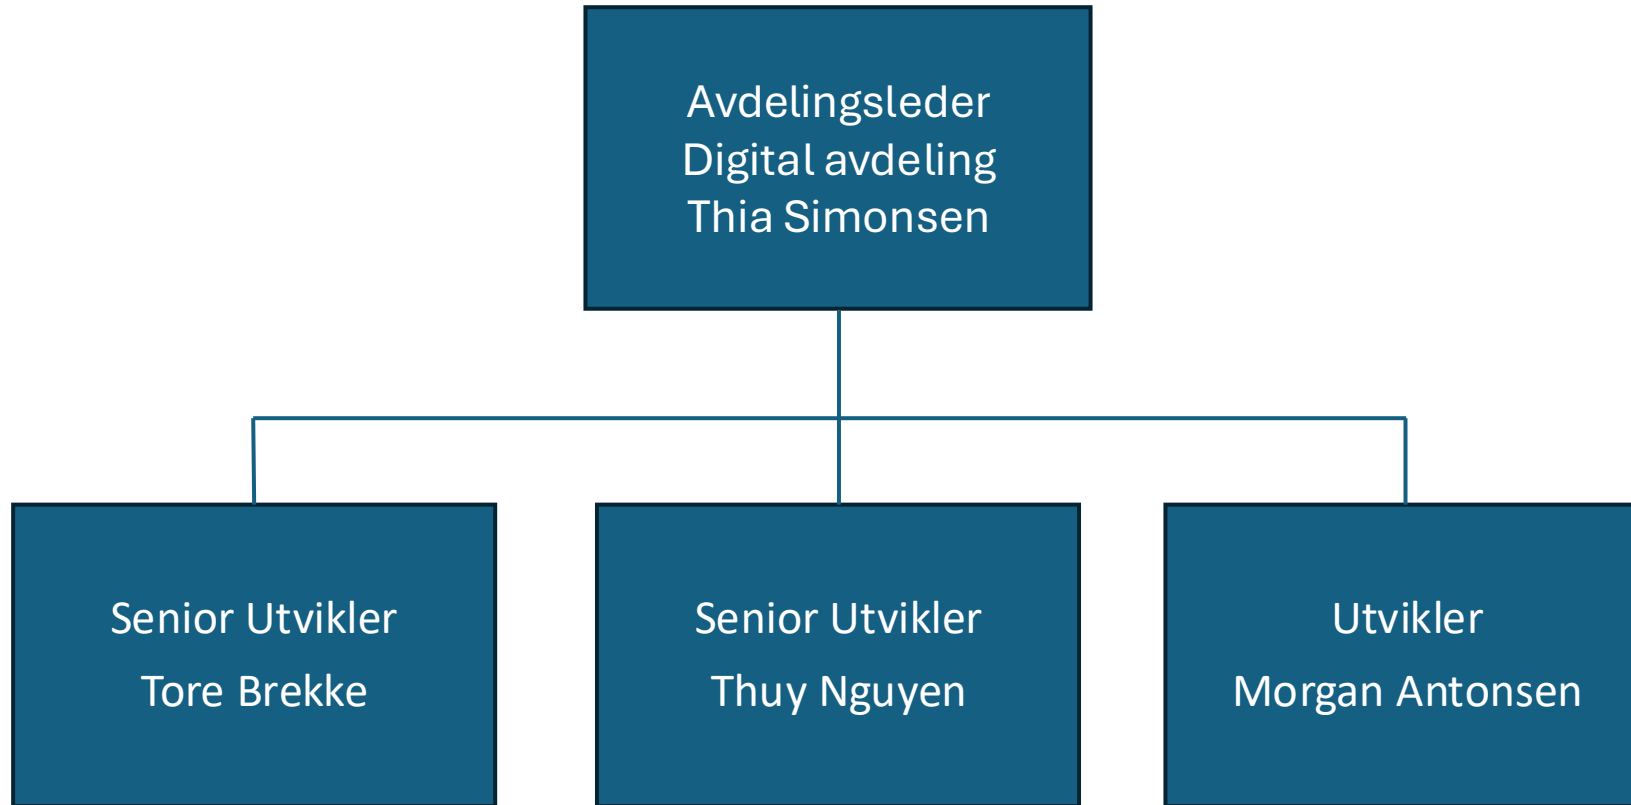 Avdelingsleder
Digital avdeling
Thia Simonsen
Senior Utvikler
Tore Brekke
Senior Utvikler
Thuy Nguyen
Utvikler
Morgan Antonsen